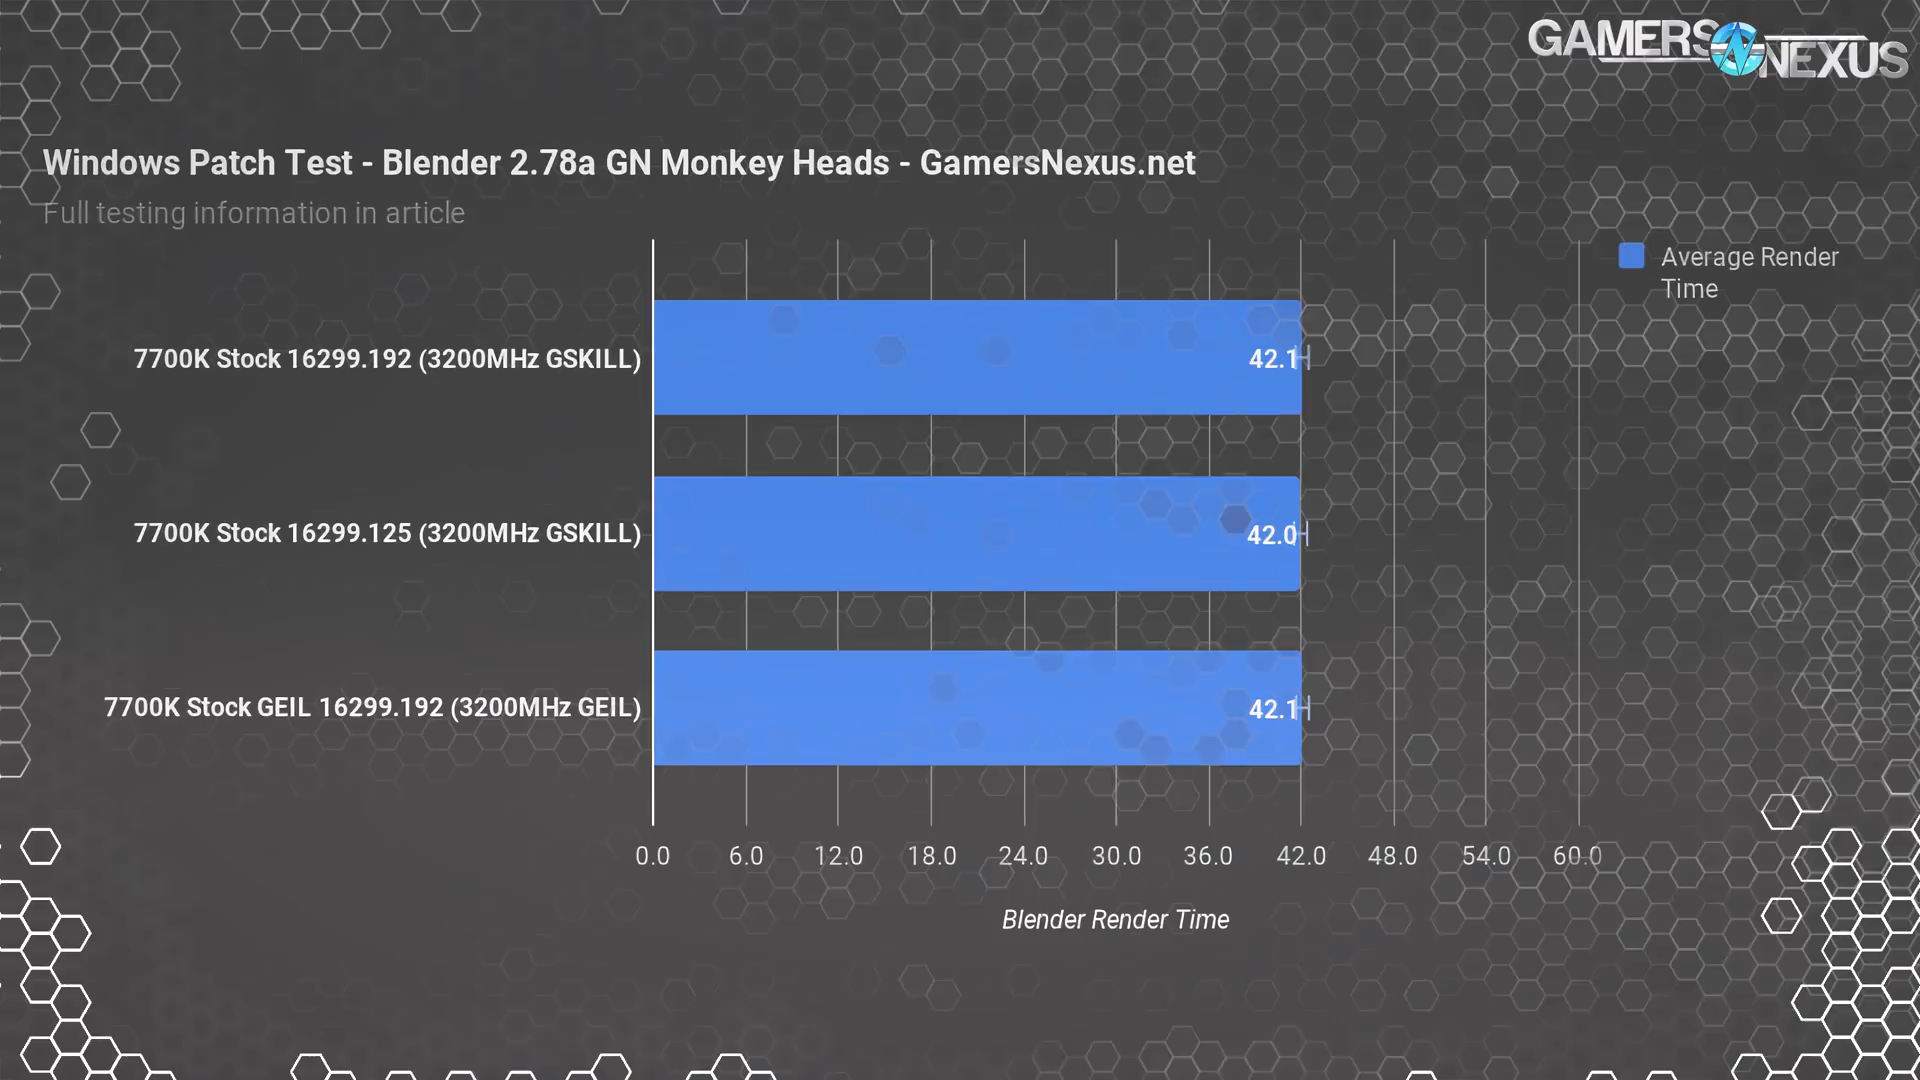 GAMERS NEXUS
Windows Patch Test - Blender 2.78a GN Monkey Heads - GamersNexus.net
Full testing information in article
Average Render
Time
7700K Stock 16299.192 (3200MHz GSKILL)
42.1
7700K Stock 16299.125 (3200MHz GSKILL)
42.0
7700K Stock GEIL 16299.192 (3200MHz GEIL)
42.1
0.0 6.0 12.0 18.0 24.0 30.0 36.0 42.0 48.0 54.0 60.0
Blender Render Time